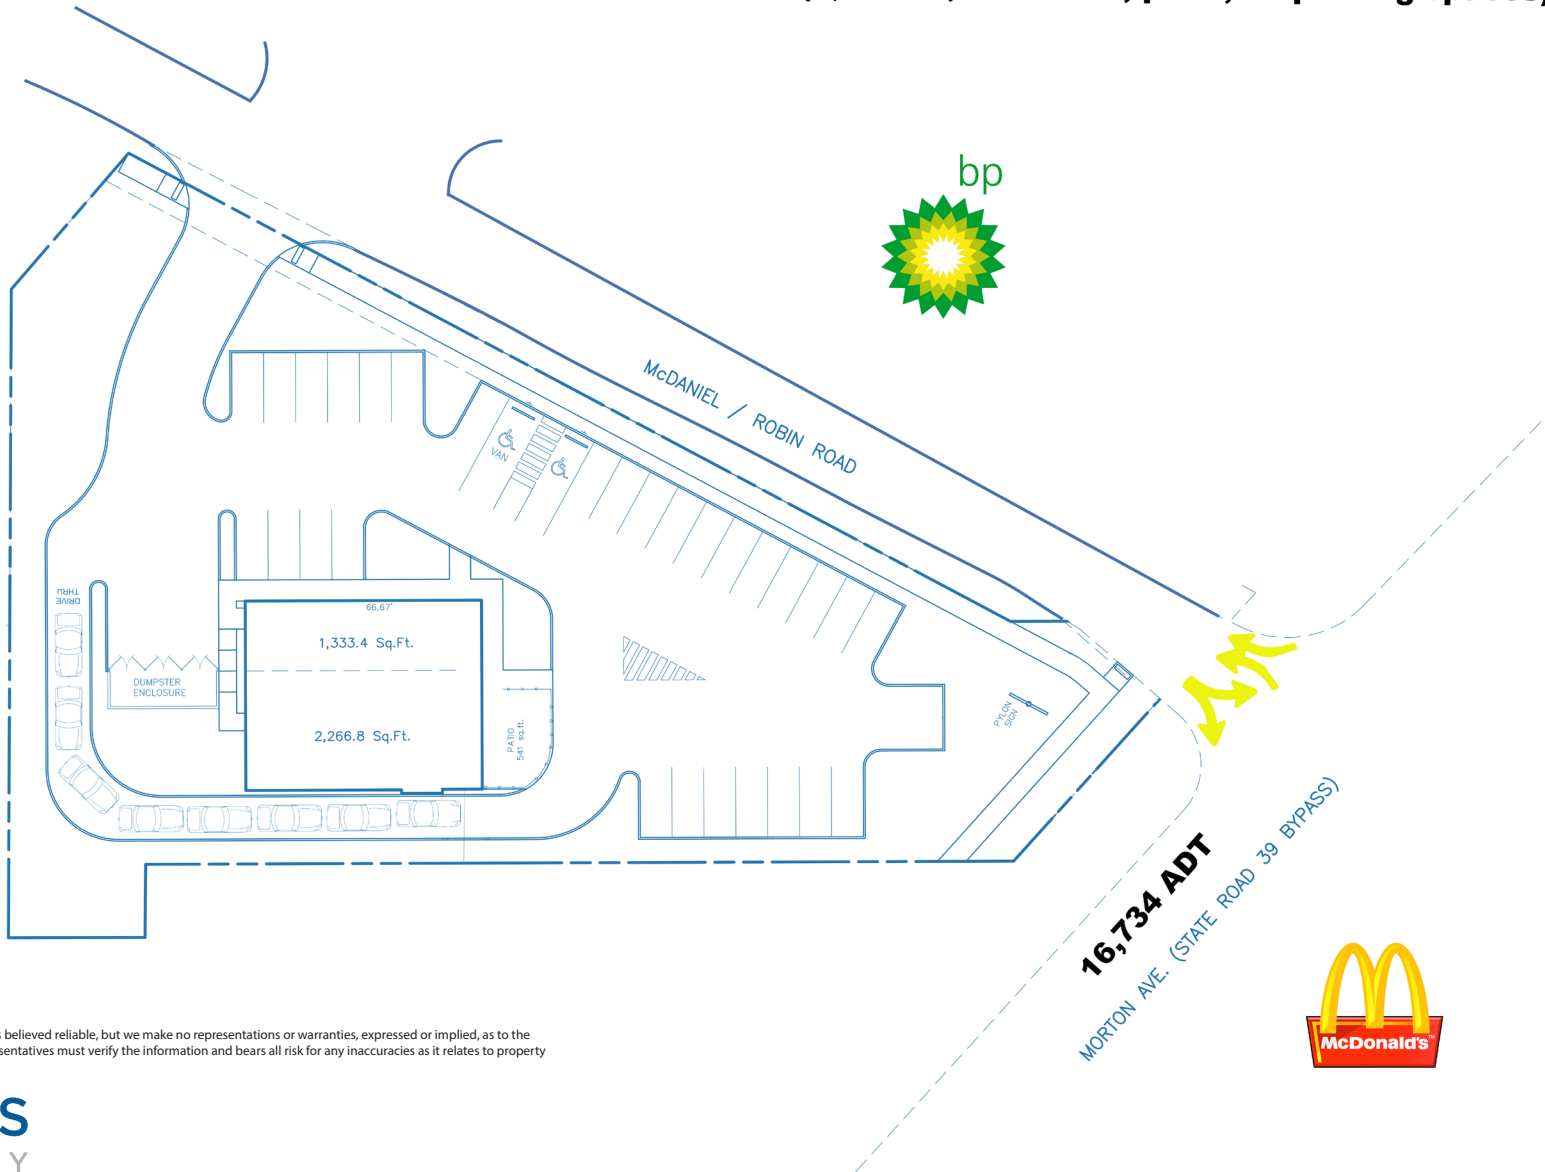 bp
McDANIEL / ROBIN ROAD
VAN
DRIVE
THRU
66.67'
1,333.4 Sq.Ft.
DUMPSTER
ENCLOSURE
2,266.8 Sq.Ft.
PATIO
541 sq.ft.
PYLON
SIGN
16,734 ADT
MORTON AVE. (STATE ROAD 39 BYPASS)
McDonald's™
believed reliable, but we make no representations or warranties, expressed or implied, as to the
sentatives must verify the information and bears all risk for any inaccuracies as it relates to property
S
Y